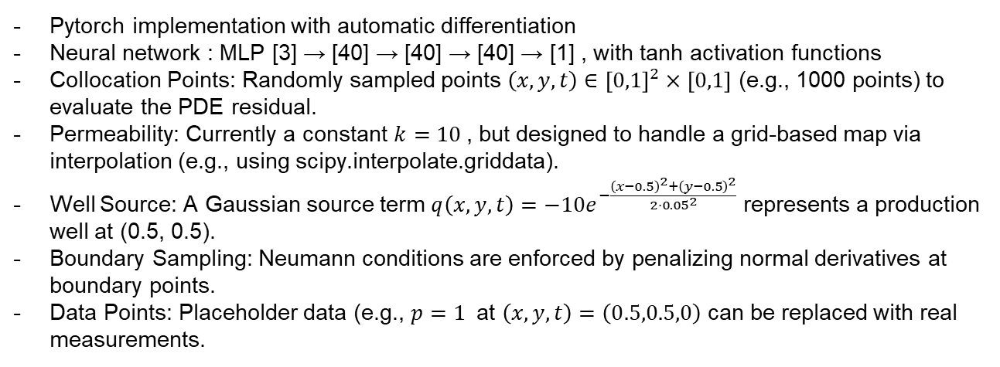 - Pytorch implementation with automatic differentiation
- Neural network : MLP [3] → [40] → [40] → [40] → [1] , with tanh activation functions
- Collocation Points: Randomly sampled points (x, y, t) ∈ [0,1]² × [0,1] (e.g., 1000 points) to
evaluate the PDE residual.
- Permeability: Currently a constant k = 10 , but designed to handle a grid-based map via
interpolation (e.g., using scipy.interpolate.griddata).
- Well Source: A Gaussian source term q(x, y, t) = −10e^{−\frac{(x−0.5)²+(y−0.5)²}{2·0.05²}} represents a production
well at (0.5, 0.5).
- Boundary Sampling: Neumann conditions are enforced by penalizing normal derivatives at
boundary points.
- Data Points: Placeholder data (e.g., p = 1 at (x, y, t) = (0.5,0.5,0) can be replaced with real
measurements.